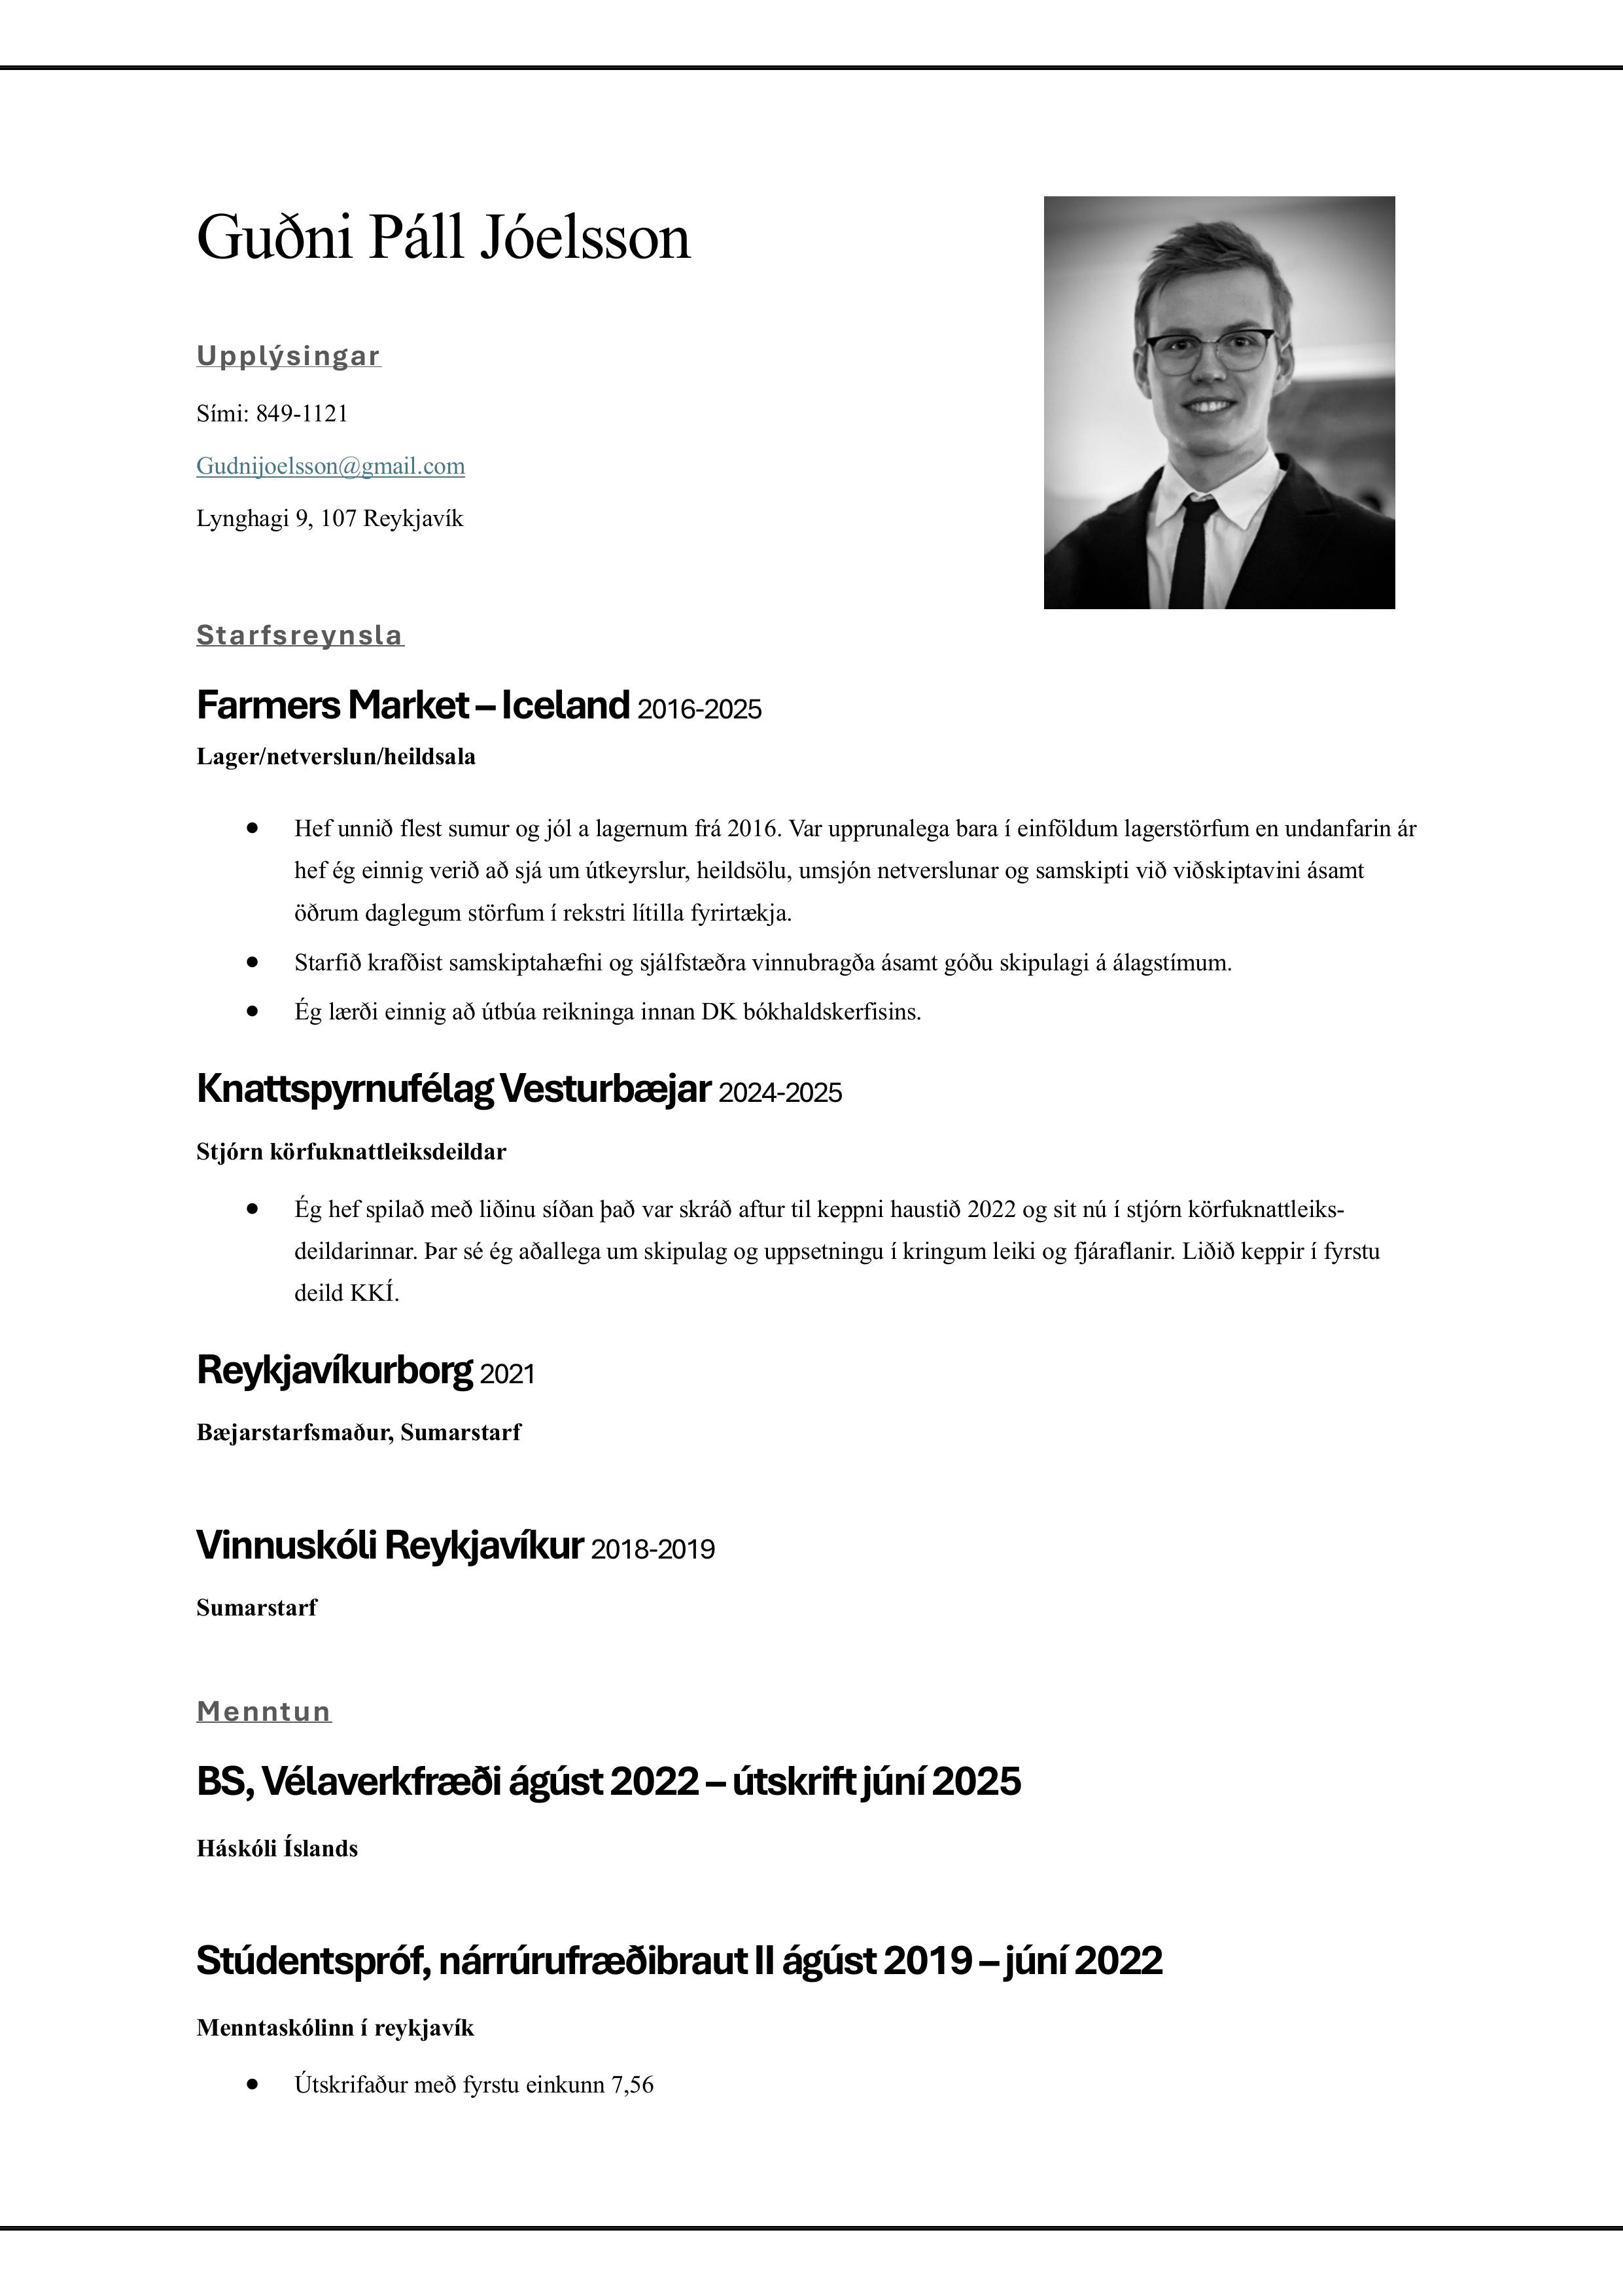 Guðni Páll Jóelsson
Upplýsingar
Sími: 849-1121
Gudnijoelsson@gmail.com
Lynghagi 9, 107 Reykjavík
Starfsreynsla
Farmers Market – Iceland 2016-2025
Lager/netverslun/heildsala
• Hef unnið flest sumur og jól a lagernum frá 2016. Var upprunalega bara í einföldum lagerstörfum en undanfarin ár
hef ég einnig verið að sjá um útkeyrslur, heildsölu, umsjón netverslunar og samskipti við viðskiptavini ásamt
öðrum daglegum störfum í rekstri lítilla fyrirtækja.
• Starfið krafðist samskiptahæfni og sjálfstæðra vinnubragða ásamt góðu skipulagi á álagstímum.
• Ég lærði einnig að útbúa reikninga innan DK bókhaldskerfisins.
Knattspyrnufélag Vesturbæjar 2024-2025
Stjórn körfuknattleiksdeildar
• Ég hef spilað með liðinu síðan það var skráð aftur til keppni haustið 2022 og sit nú í stjórn körfuknattleiks-
deildarinnar. Þar sé ég aðallega um skipulag og uppsetningu í kringum leiki og fjáraflanir. Liðið keppir í fyrstu
deild KKÍ.
Reykjavíkurborg 2021
Bæjarstarfsmaður, Sumarstarf
Vinnuskóli Reykjavíkur 2018-2019
Sumarstarf
Menntun
BS, Vélaverkfræði ágúst 2022 – útskrift júní 2025
Háskóli Íslands
Stúdentspróf, nárrúrufræðibraut II ágúst 2019 – júní 2022
Menntaskólinn í reykjavík
• Útskrifaður með fyrstu einkunn 7,56